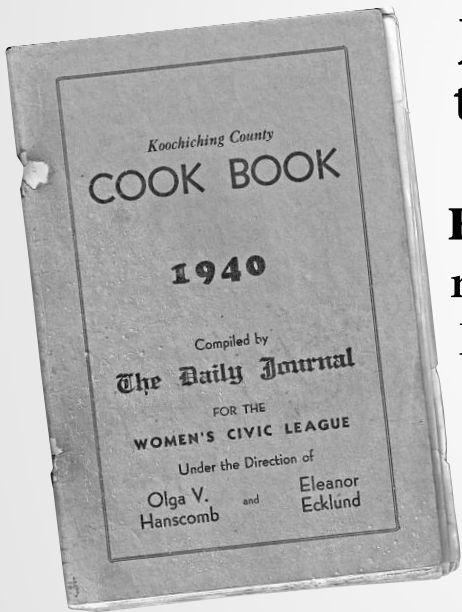 Koochiching County
COOK BOOK
1940
Compiled by
The Daily Journal
FOR THE
WOMEN'S CIVIC LEAGUE
Under the Direction of
Olga V. Hanscomb and Eleanor Ecklund